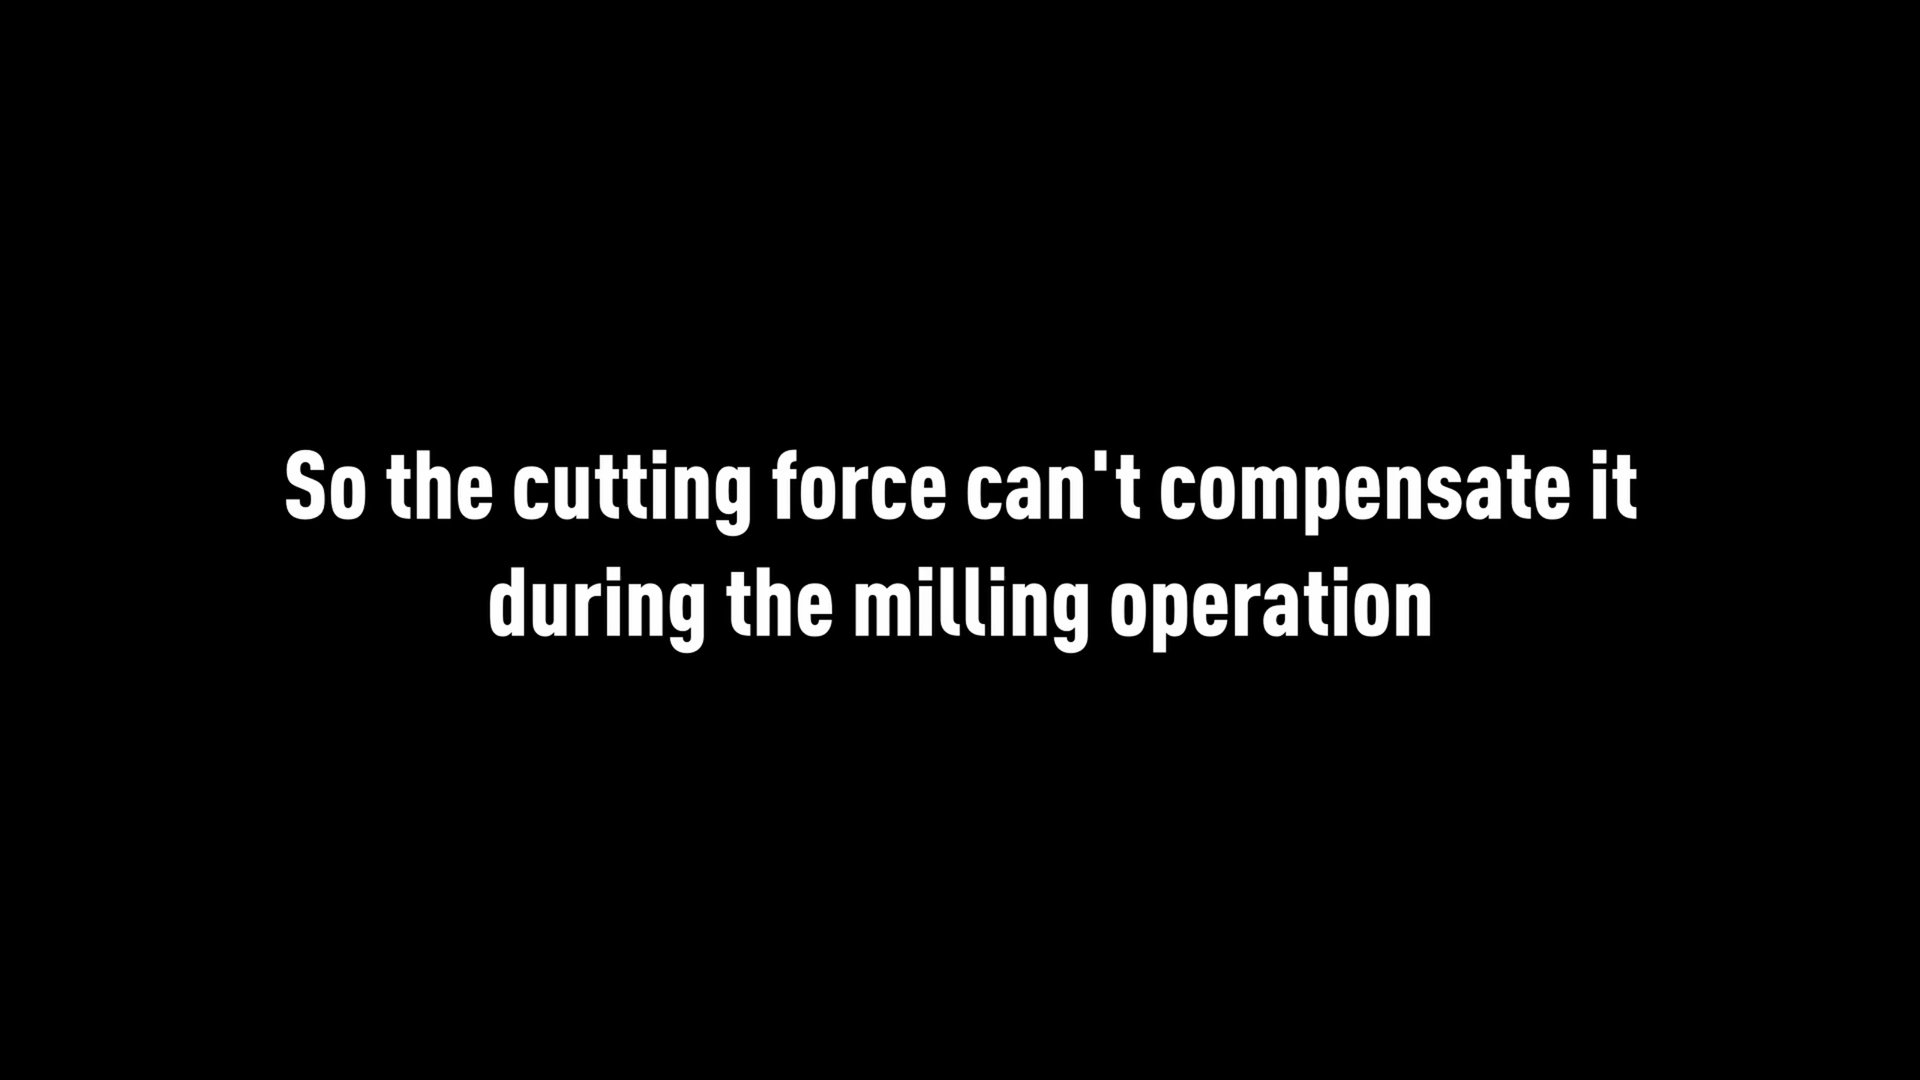 So the cutting force can't compensate it
during the milling operation